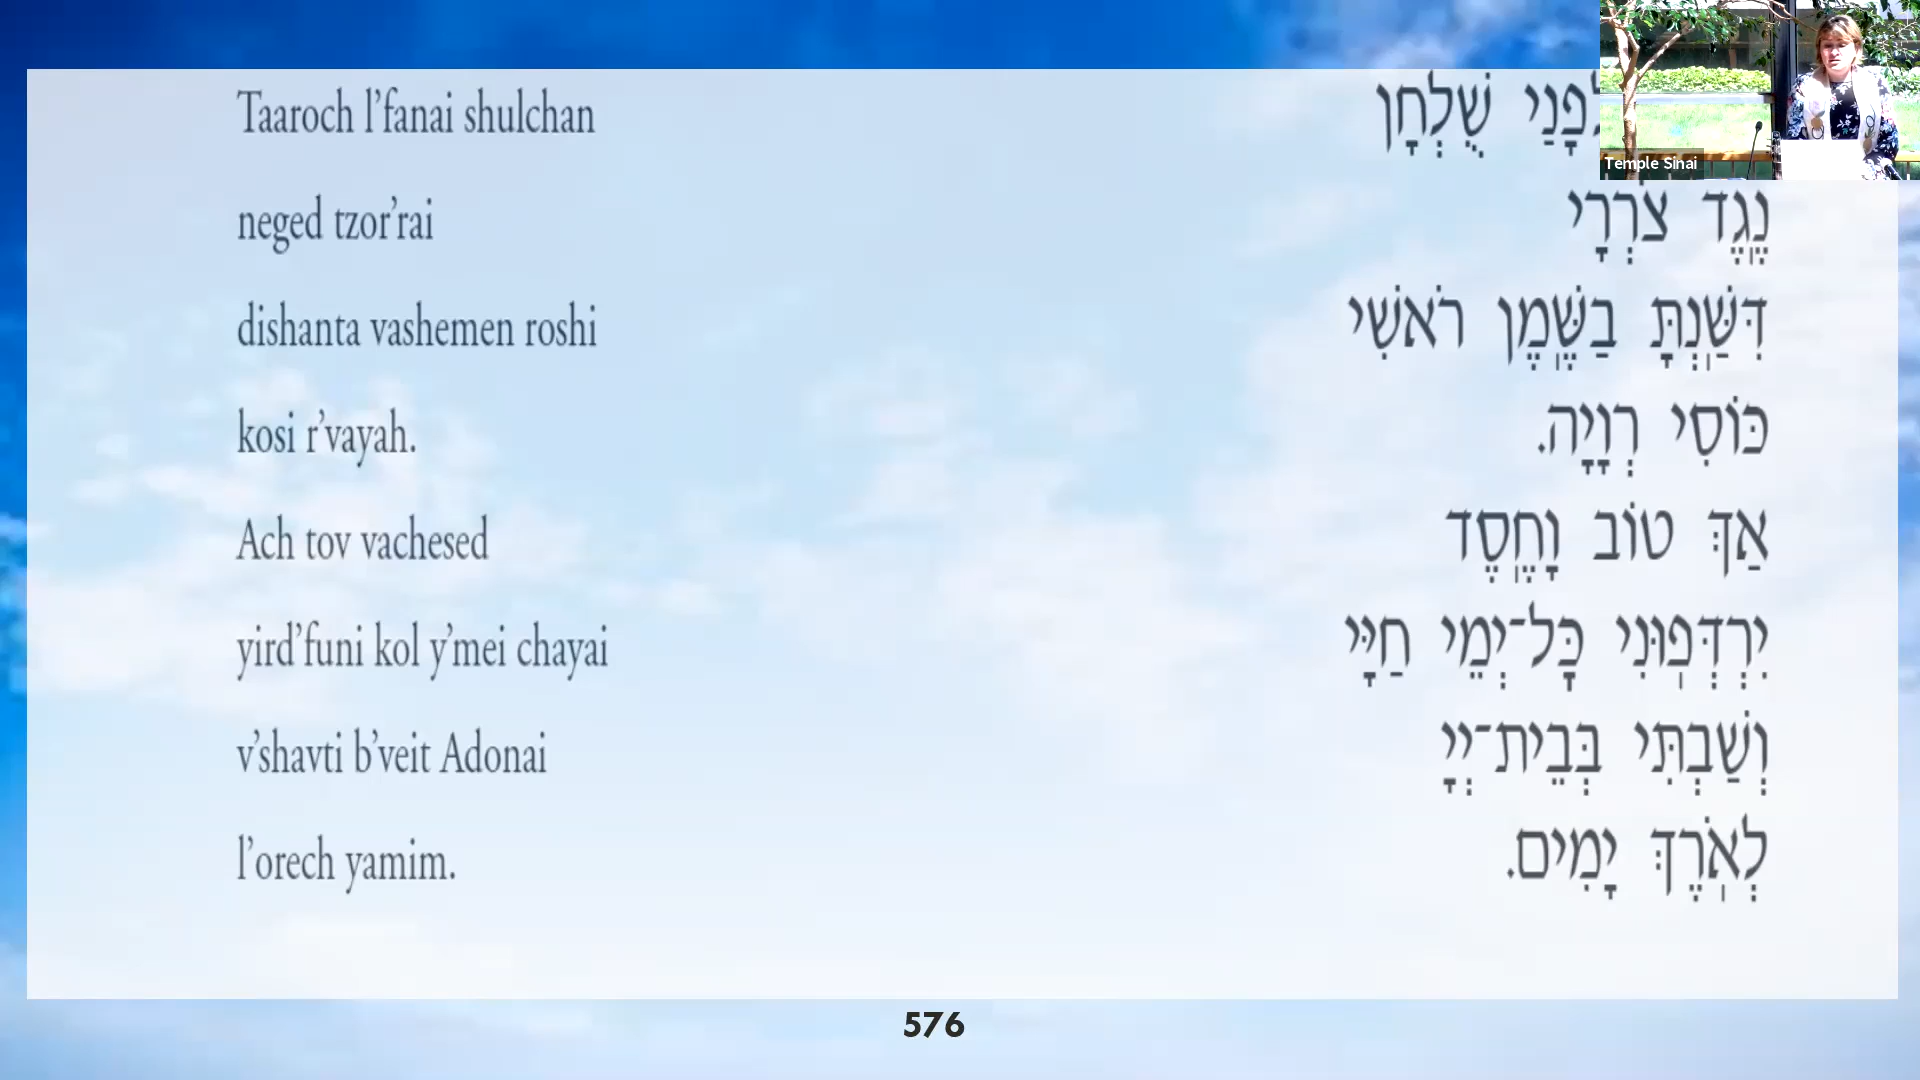 Taaroch l’fanai shulchan
neged tzor’rai
dishanta vashemen roshi
kosi r’vayah.
Ach tov vachesed
yird’funi kol y’mei chayai
v’shavti b’veit Adonai
l’orech yamim.
לְפָנַי שֻׁלְחָן
נֶֽגֶד צֹרְרָי
דִּשַּֽׁנְתָּ בַשֶּֽׁמֶן רֹאשִׁי
כּוֹסִי רְוָיָה.
אַךְ טוֹב וָחֶֽסֶד
יִרְדְּפֽוּנִי כָּל־יְמֵי חַיָּי
וְשַׁבְתִּי בְּבֵית־יְיָ
לְאֹֽרֶךְ יָמִים.
Temple Sinai
576